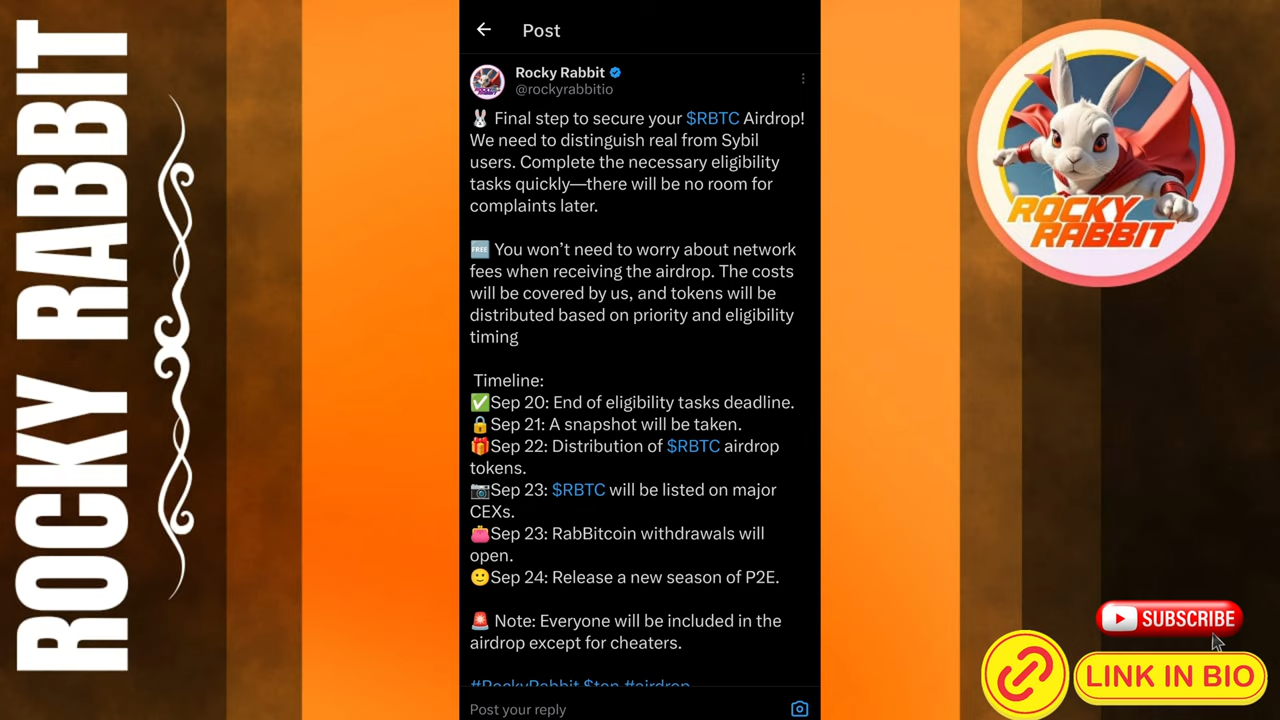 ROCKY RABBIT
Post
Rocky Rabbit
@rockyrabbitio
🐰 Final step to secure your $RBTC Airdrop!
We need to distinguish real from Sybil
users. Complete the necessary eligibility
tasks quickly—there will be no room for
complaints later.
🆓 You won’t need to worry about network
fees when receiving the airdrop. The costs
will be covered by us, and tokens will be
distributed based on priority and eligibility
timing
Timeline:
✅Sep 20: End of eligibility tasks deadline.
🔒Sep 21: A snapshot will be taken.
🎁Sep 22: Distribution of $RBTC airdrop
tokens.
📷Sep 23: $RBTC will be listed on major
CEXs.
👛Sep 23: RabBitcoin withdrawals will
open.
🙂Sep 24: Release a new season of P2E.
🚨 Note: Everyone will be included in the
airdrop except for cheaters.
#RockyRabbit $ton #airdrop
Post your reply
ROCKY
RABBIT
SUBSCRIBE
LINK IN BIO